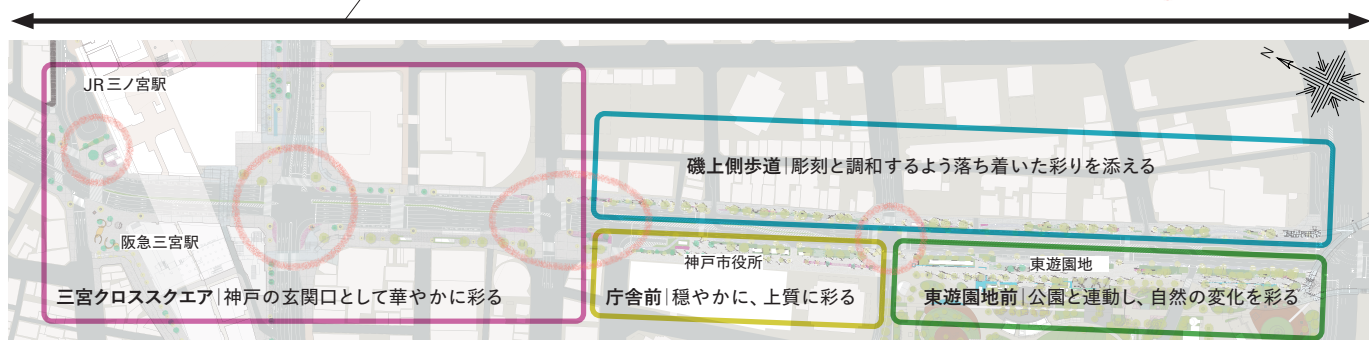 N
JR三ノ宮駅
磯上側歩道|彫刻と調和するよう落ち着いた彩りを添える
阪急三宮駅
神戸市役所
東遊園地
三宮クロススクエア|神戸の玄関口として華やかに彩る
庁舎前|穏やかに、上質に彩る
東遊園地前|公園と連動し、自然の変化を彩る